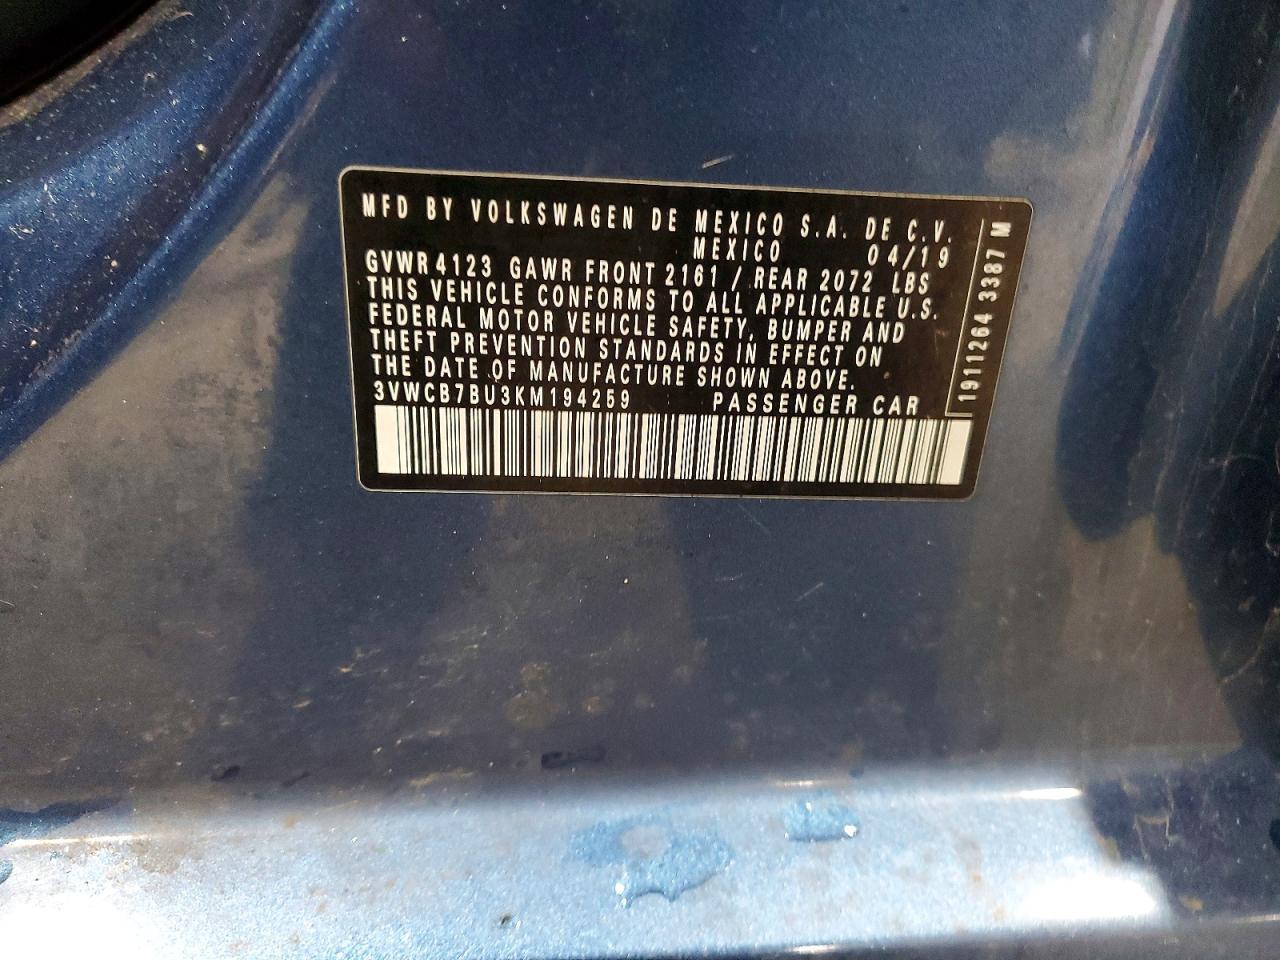 MFD BY VOLKSWAGEN DE MEXICO S.A. DE C.V.
MEXICO 04/19
GVWR 4123 GAWR FRONT 2161 / REAR 2072 LBS
THIS VEHICLE CONFORMS TO ALL APPLICABLE U.S.
FEDERAL MOTOR VEHICLE SAFETY, BUMPER AND
THEFT PREVENTION STANDARDS IN EFFECT ON
THE DATE OF MANUFACTURE SHOWN ABOVE.
3VWCB7BU3KM194259 PASSENGER CAR
1911264 3387 M